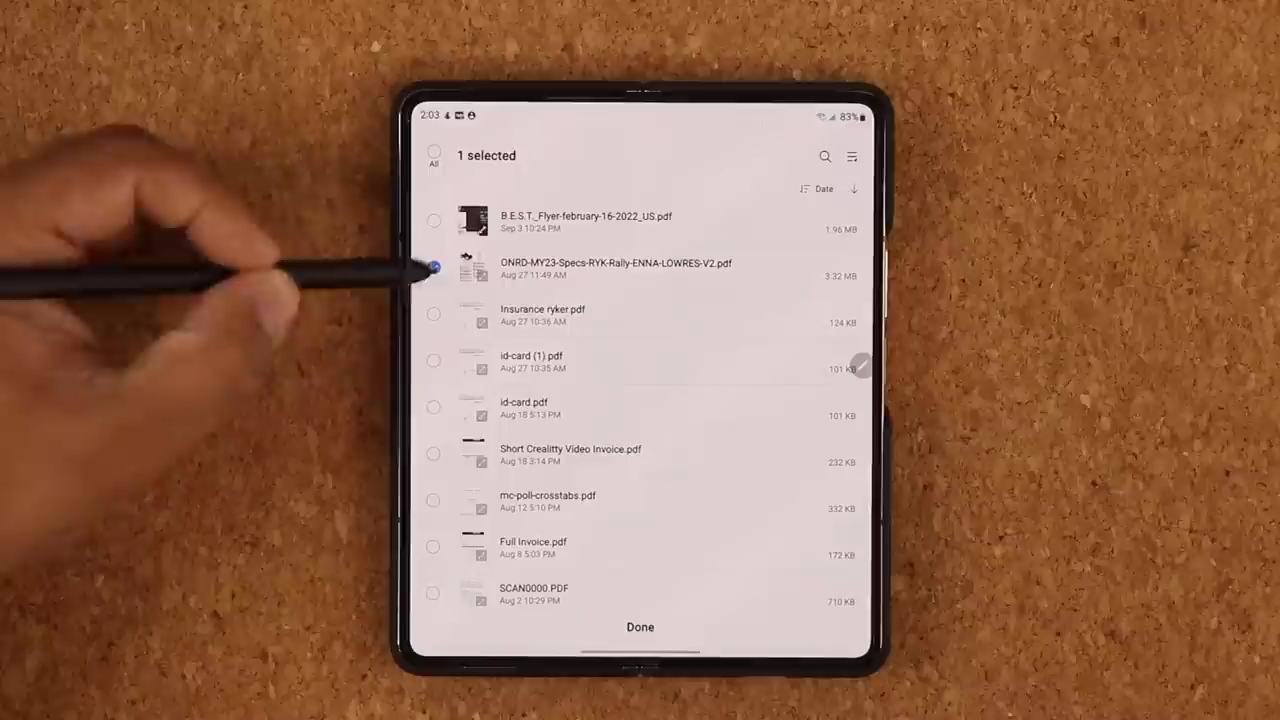 2:03
83%
All
1 selected
Date
B.E.S.T._Flyer-february-16-2022_US.pdf
Sep 3 10:24 PM
1.96 MB
ONRD-MY23-Specs-RYK-Rally-ENNA-LOWRES-V2.pdf
Aug 27 11:49 AM
3.32 MB
Insurance ryker.pdf
Aug 27 10:36 AM
124 KB
id-card (1).pdf
Aug 27 10:35 AM
101 KB
id-card.pdf
Aug 18 5:13 PM
101 KB
Short Crealitty Video Invoice.pdf
Aug 18 3:14 PM
232 KB
mc-poll-crosstabs.pdf
Aug 12 5:10 PM
332 KB
Full Invoice.pdf
Aug 8 5:03 PM
172 KB
SCAN0000.PDF
Aug 2 10:29 PM
710 KB
Done